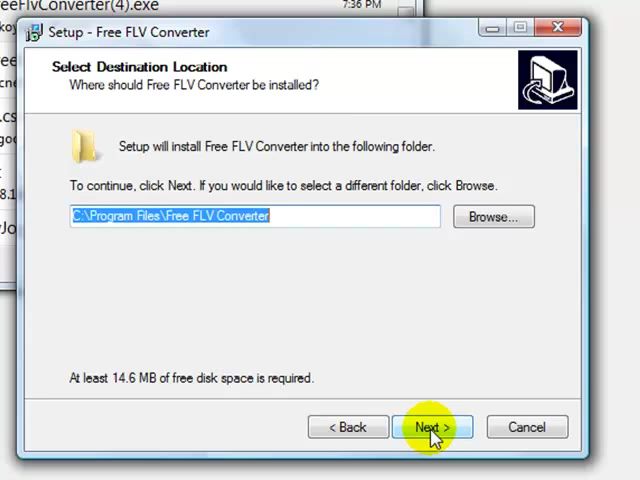 eeFlvConverter(4).exe
7:36 PM
Setup - Free FLV Converter
Select Destination Location
Where should Free FLV Converter be installed?
Setup will install Free FLV Converter into the following folder.
To continue, click Next. If you would like to select a different folder, click Browse.
C:\Program Files\Free FLV Converter
Browse...
At least 14.6 MB of free disk space is required.
< Back
Next >
Cancel